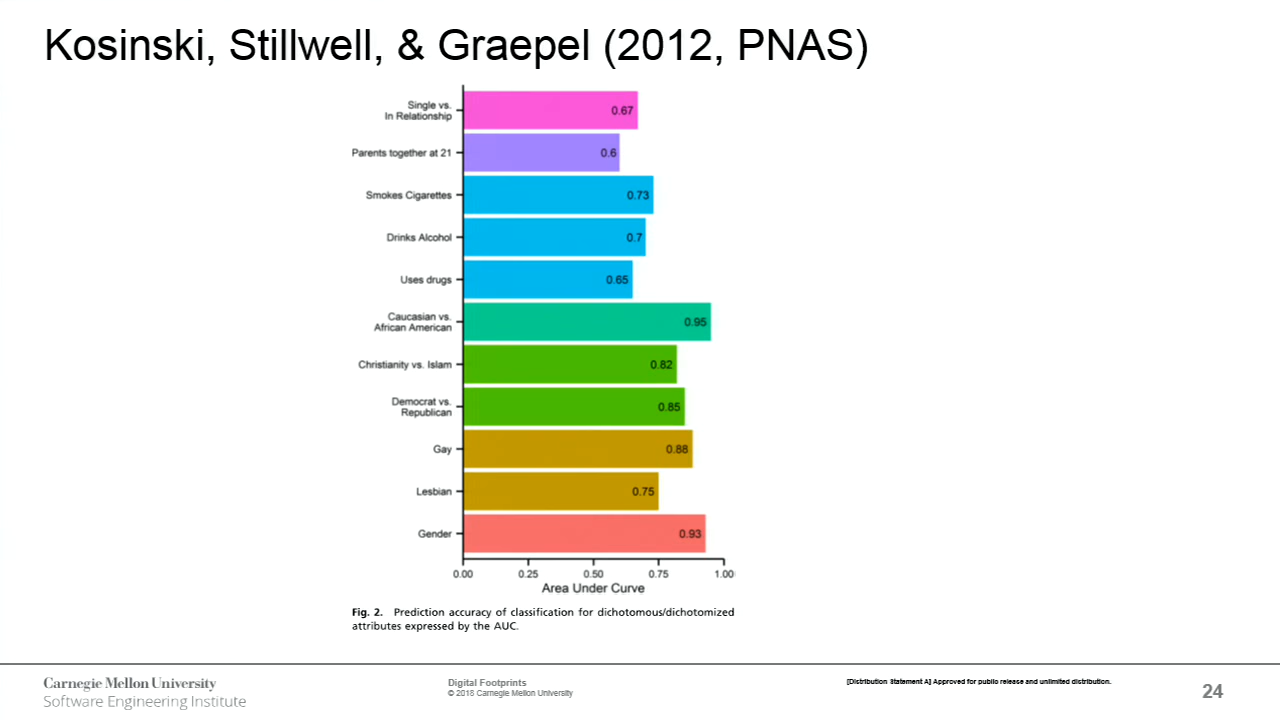 Kosinski, Stillwell, & Graepel (2012, PNAS)
Single vs.
In Relationship
0.67
Parents together at 21
0.6
Smokes Cigarettes
0.73
Drinks Alcohol
0.7
Uses drugs
0.65
Caucasian vs.
African American
0.95
Christianity vs. Islam
0.82
Democrat vs.
Republican
0.85
Gay
0.88
Lesbian
0.75
Gender
0.93
0.00 0.25 0.50 0.75 1.00
Area Under Curve
Fig. 2. Prediction accuracy of classification for dichotomous/dichotomized
attributes expressed by the AUC.
Carnegie Mellon University
Software Engineering Institute
Digital Footprints
© 2018 Carnegie Mellon University
[Distribution Statement A] Approved for public release and unlimited distribution.
24